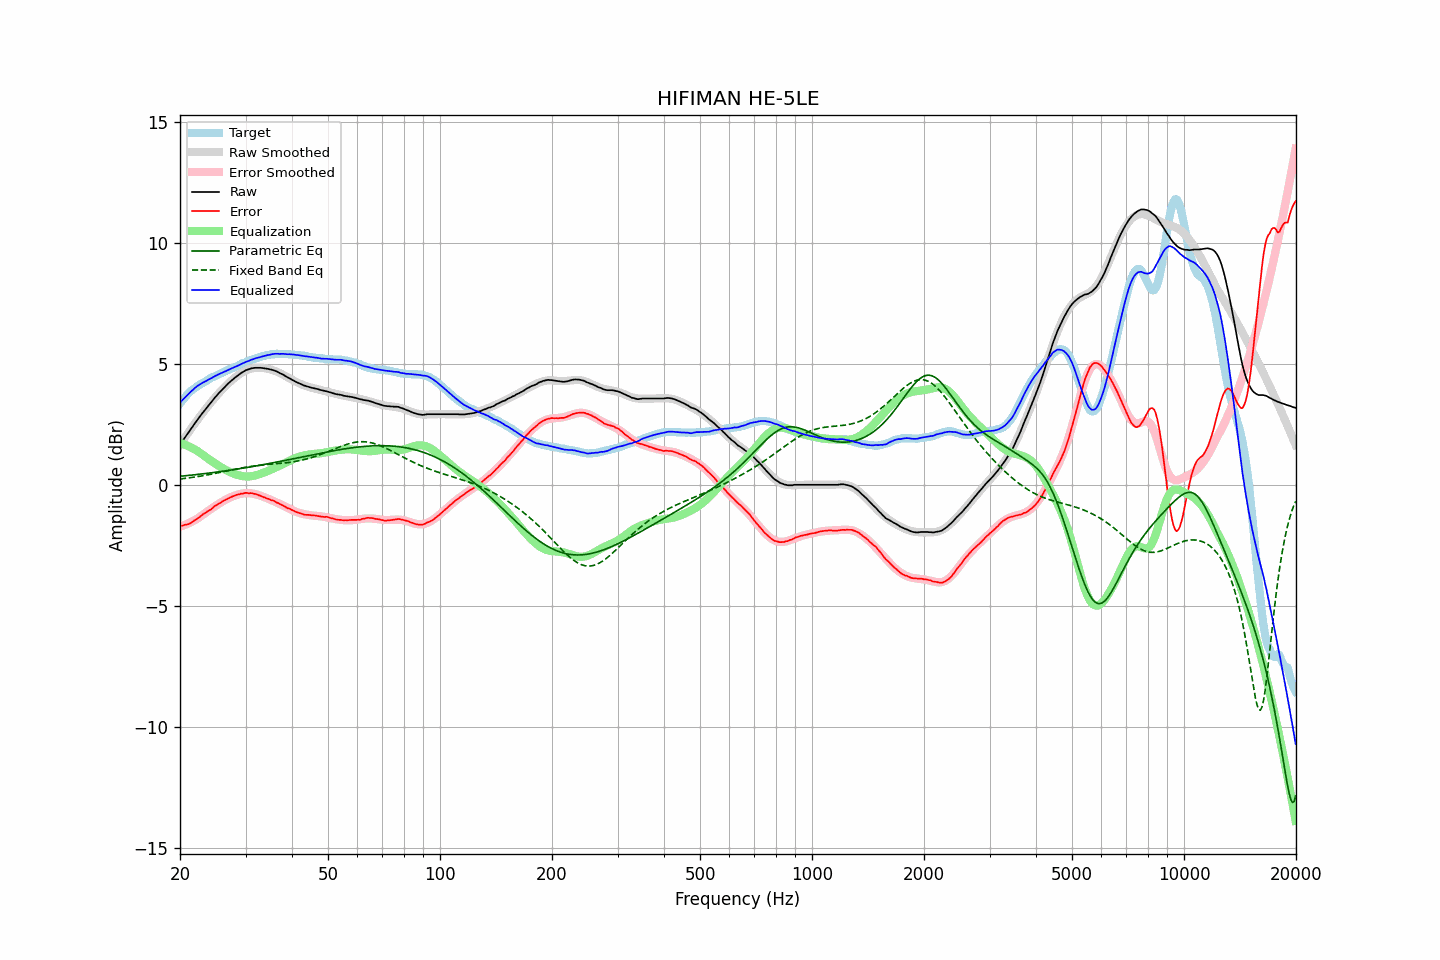 HIFIMAN HE-5LE
Target
Raw Smoothed
Error Smoothed
Raw
Error
Equalization
Parametric Eq
Fixed Band Eq
Equalized
15
10
5
0
−5
−10
−15
Amplitude (dBr)
20
50
100
200
500
1000
2000
5000
10000
20000
Frequency (Hz)